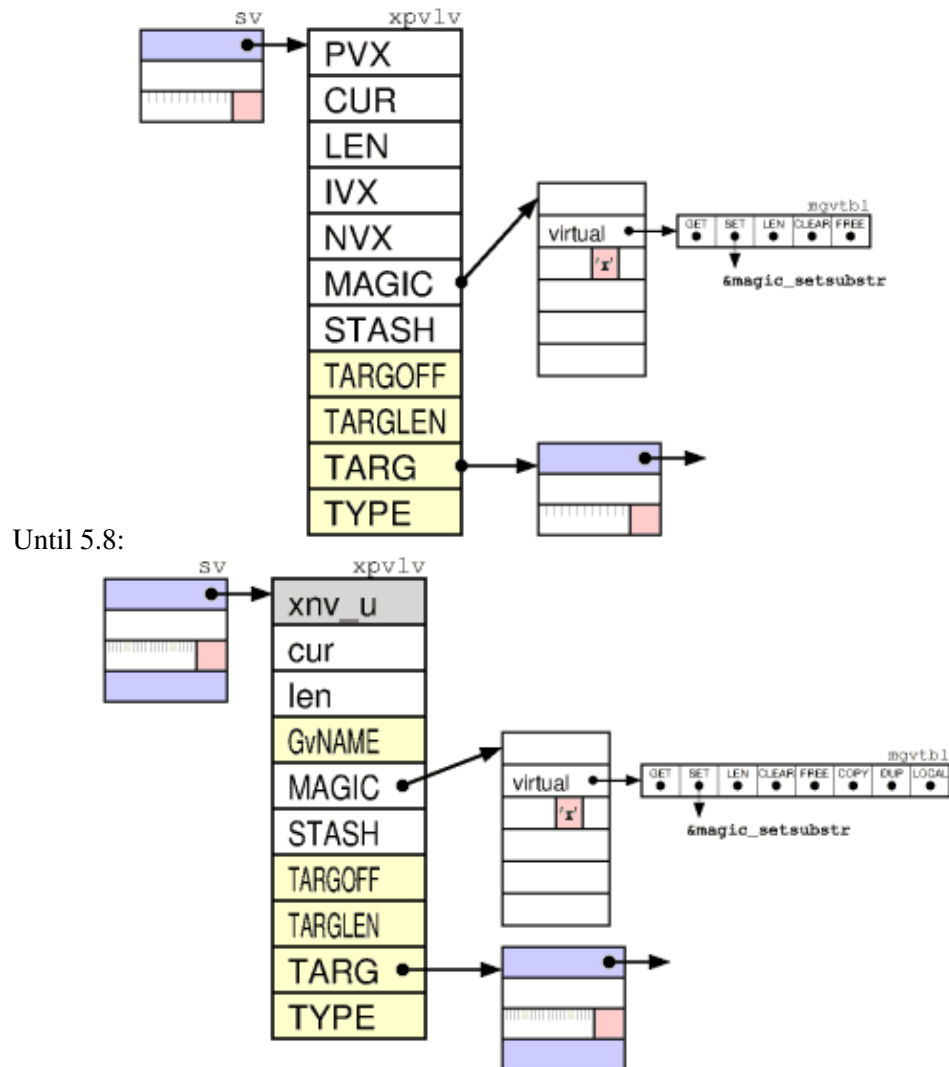 sv
xpvlv
PVX
CUR
LEN
IVX
NVX
MAGIC
STASH
TARGOFF
TARGLEN
TARG
TYPE
virtual
'x'
mgvtbl
GET SET LEN CLEAR FREE
&magic_setsubstr
Until 5.8:
sv
xpvlv
xnv_u
cur
len
GvNAME
MAGIC
STASH
TARGOFF
TARGLEN
TARG
TYPE
virtual
'x'
mgvtbl
GET SET LEN CLEAR FREE COPY DUP LOCAL
&magic_setsubstr